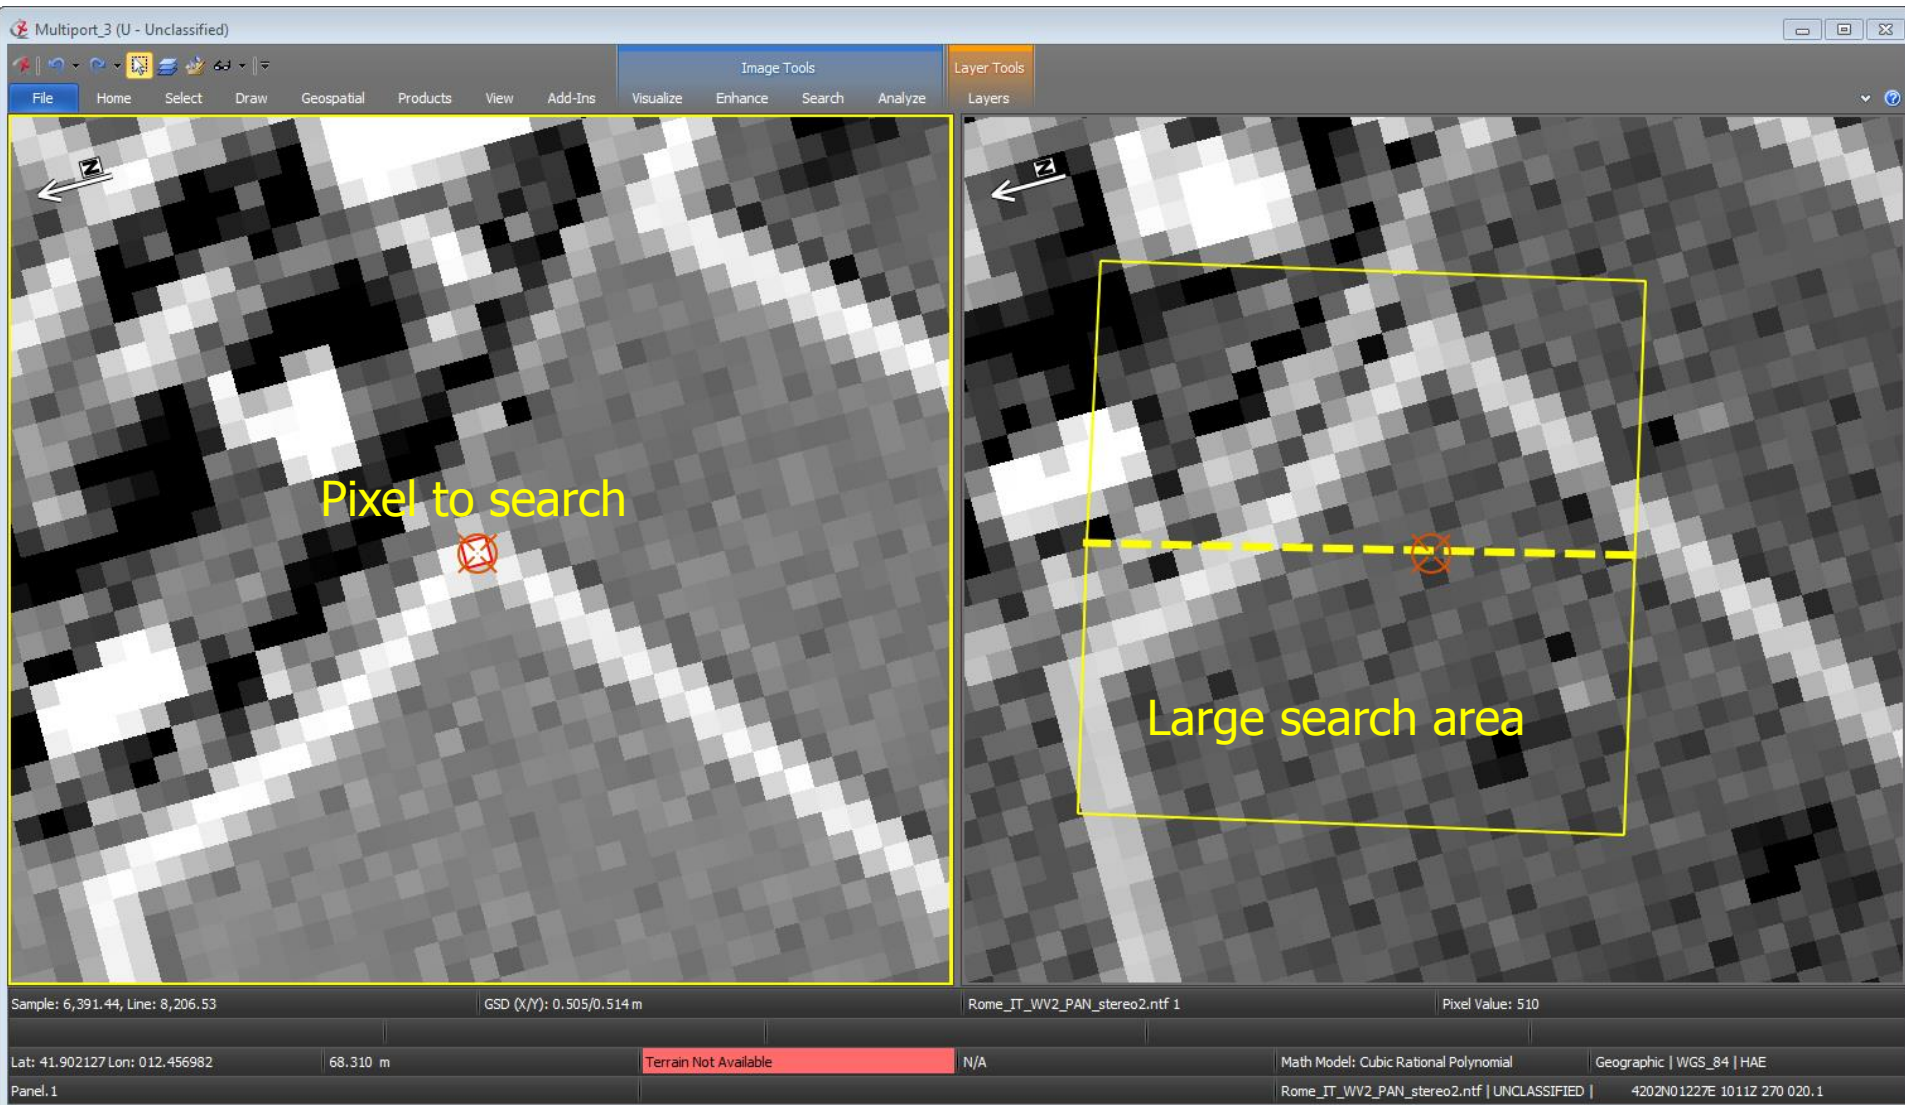 Multiport_3 (U - Unclassified)
Image Tools
Layer Tools
File Home Select Draw Geospatial Products View Add-Ins Visualize Enhance Search Analyze Layers
N
N
Pixel to search
Large search area
Sample: 6,391.44, Line: 8,206.53 GSD (X/Y): 0.505/0.514 m Rome_IT_WV2_PAN_stereo2.ntf 1 Pixel Value: 510
Lat: 41.902127 Lon: 012.456982 68.310 m Terrain Not Available N/A Math Model: Cubic Rational Polynomial Geographic | WGS_84 | HAE
Panel.1 Rome_IT_WV2_PAN_stereo2.ntf | UNCLASSIFIED | 4202N01227E 1011Z 270 020.1